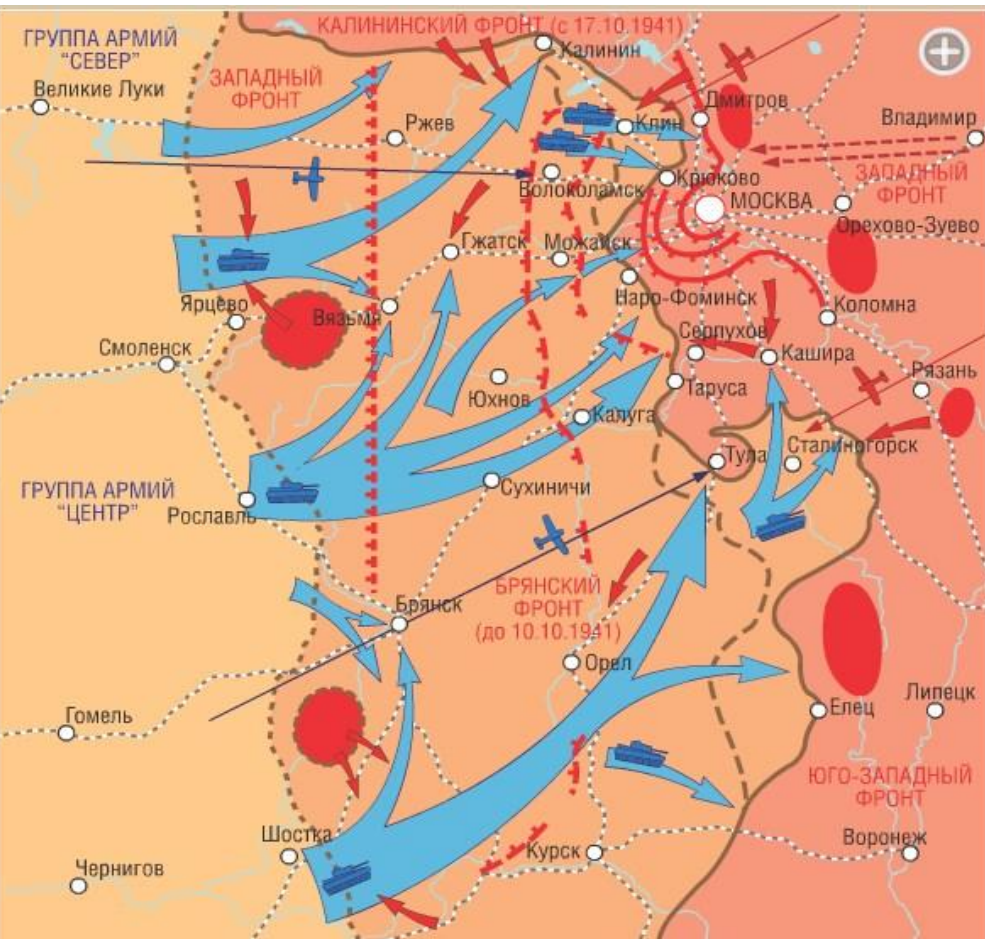 КАЛИНИНСКИЙ ФРОНТ (с 17.10.1941)
ГРУППА АРМИЙ
"СЕВЕР"
Калинин
ЗАПАДНЫЙ
ФРОНТ
Великие Луки
Дмитров
Владимир
Ржев
Клин
ЗАПАДНЫЙ
ФРОНТ
Волоколамск
Крюково
МОСКВА
Орехово-Зуево
Гжатск
Можайск
Наро-Фоминск
Ярцево
Вязьма
Коломна
Серпухов
Смоленск
Кашира
Рязань
Юхнов
Таруса
Калуга
Тула
Сталиногорск
ГРУППА АРМИЙ
"ЦЕНТР"
Рославль
Сухиничи
БРЯНСКИЙ
ФРОНТ
(до 10.10.1941)
Брянск
Орел
Гомель
Елец
Липецк
ЮГО-ЗАПАДНЫЙ
ФРОНТ
Шостка
Курск
Воронеж
Чернигов